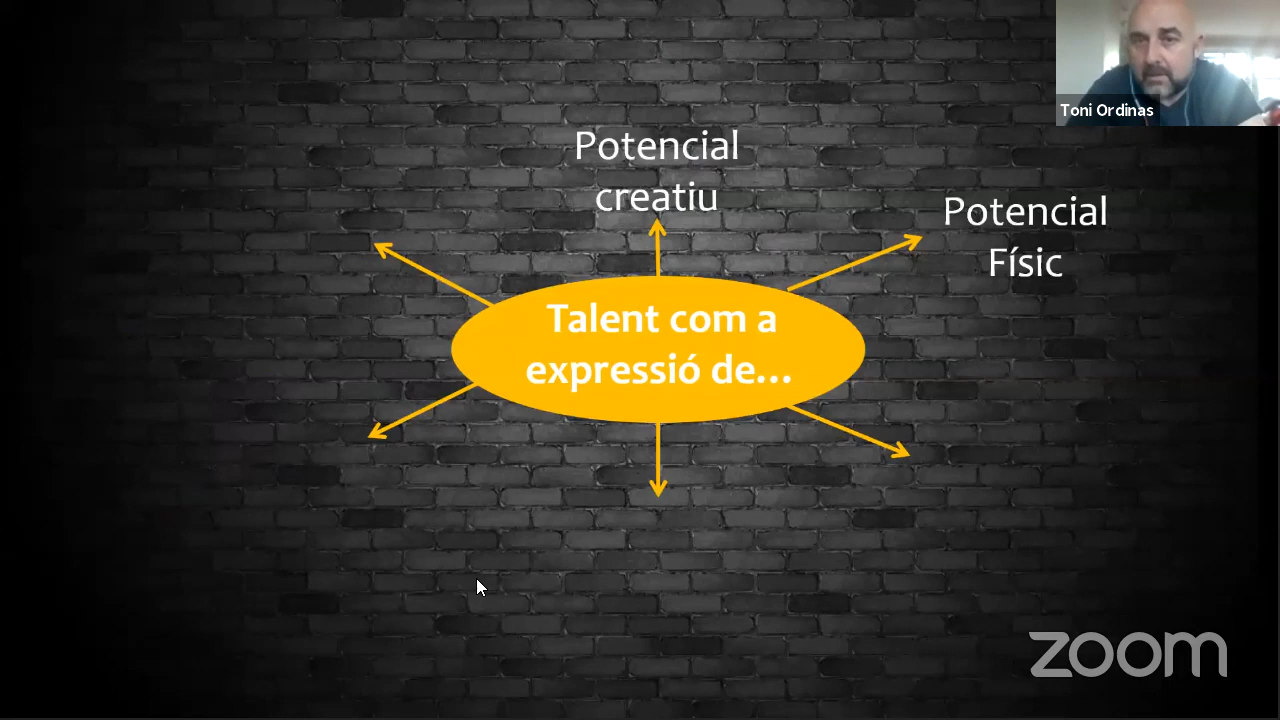 Toni Ordinas
Potencial
creatiu
Potencial
Físic
Talent com a
expressió de...
zoom